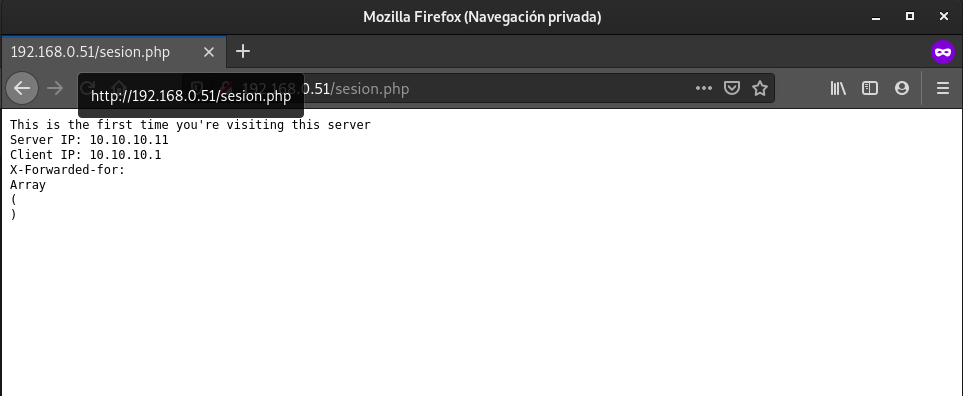 Mozilla Firefox (Navegación privada)
192.168.0.51/sesion.php
192.168.0.51/sesion.php
http://192.168.0.51/sesion.php
This is the first time you're visiting this server
Server IP: 10.10.10.11
Client IP: 10.10.10.1
X-Forwarded-for:
Array
(
)